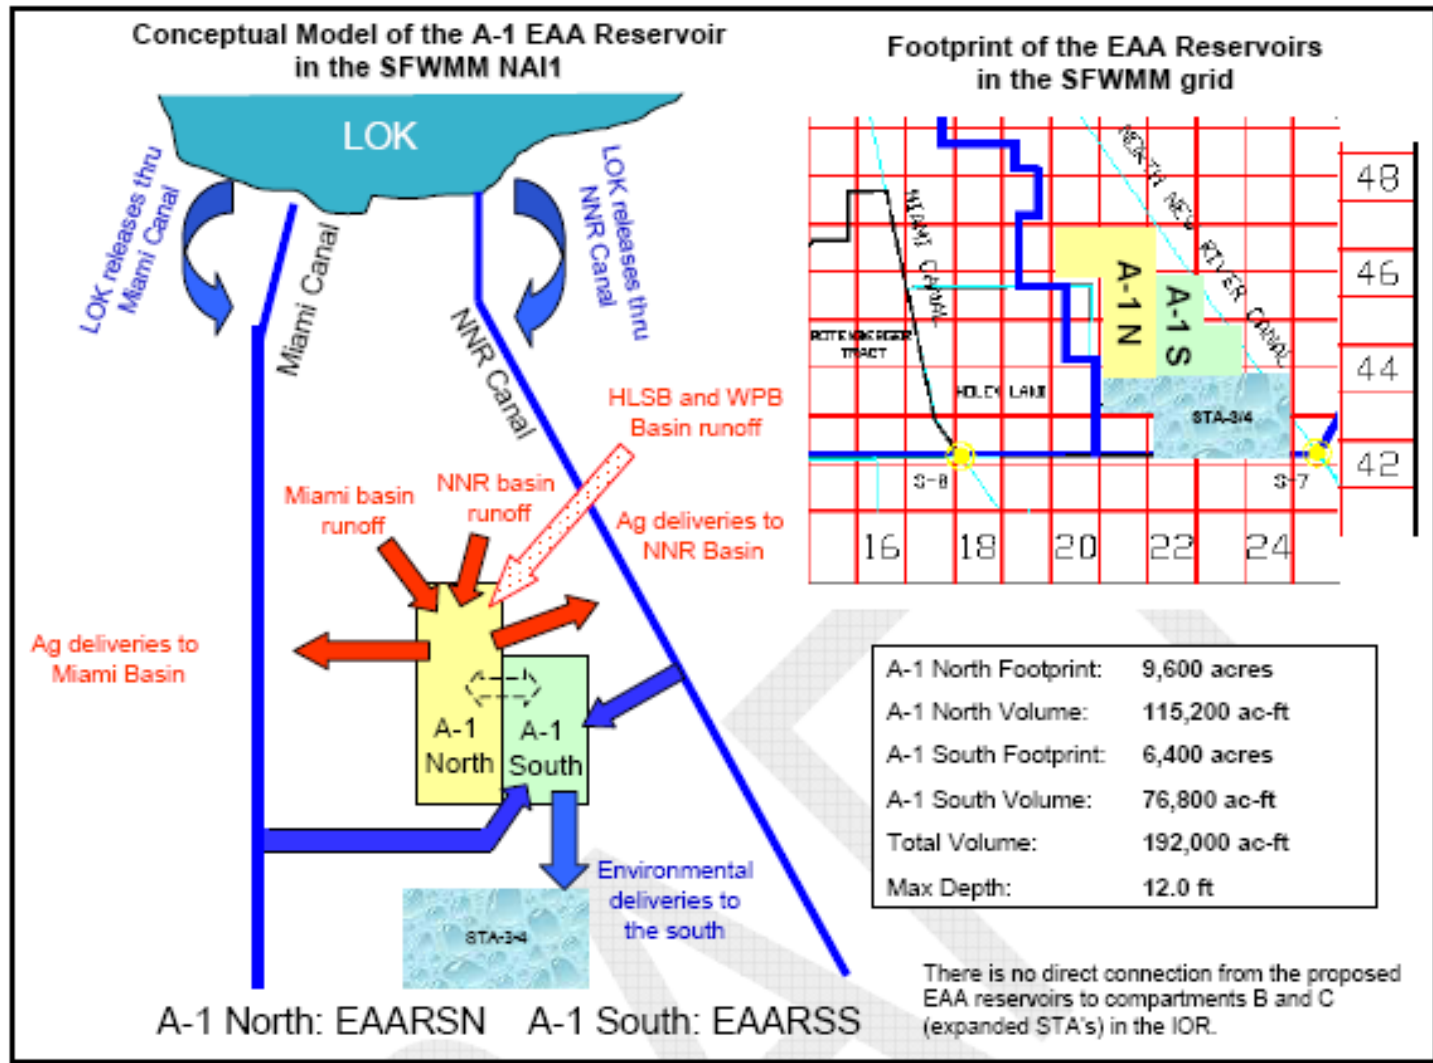 Conceptual Model of the A-1 EAA Reservoir
in the SFWMM NAI1
LOK
LOK releases thru
Miami Canal
Miami Canal
LOK releases thru
NNR Canal
NNR Canal
HLSB and WPB
Basin runoff
Miami basin
runoff
NNR basin
runoff
Ag deliveries to
NNR Basin
Ag deliveries to
Miami Basin
A-1
North
A-1
South
Environmental
deliveries to
the south
STA-3-4
A-1 North: EAARSN
A-1 South: EAARSS
Footprint of the EAA Reservoirs
in the SFWMM grid
MIAMI CANAL
NORTH NEW RIVER CANAL
A-1 N
A-1 S
ROTENBERGER
TRACT
HOLEY LAND
STA-3/4
S-8
S-7
48
46
44
42
16
18
20
22
24
A-1 North Footprint: 9,600 acres
A-1 North Volume: 115,200 ac-ft
A-1 South Footprint: 6,400 acres
A-1 South Volume: 76,800 ac-ft
Total Volume: 192,000 ac-ft
Max Depth: 12.0 ft
There is no direct connection from the proposed
EAA reservoirs to compartments B and C
(expanded STA's) in the IOR.